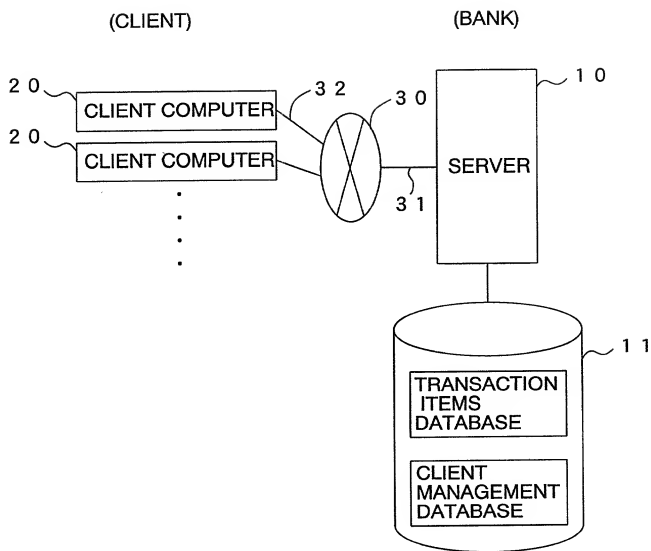 (CLIENT)
(BANK)
20
CLIENT COMPUTER
32
30
10
20
CLIENT COMPUTER
SERVER
31
11
TRANSACTION
ITEMS
DATABASE
CLIENT
MANAGEMENT
DATABASE